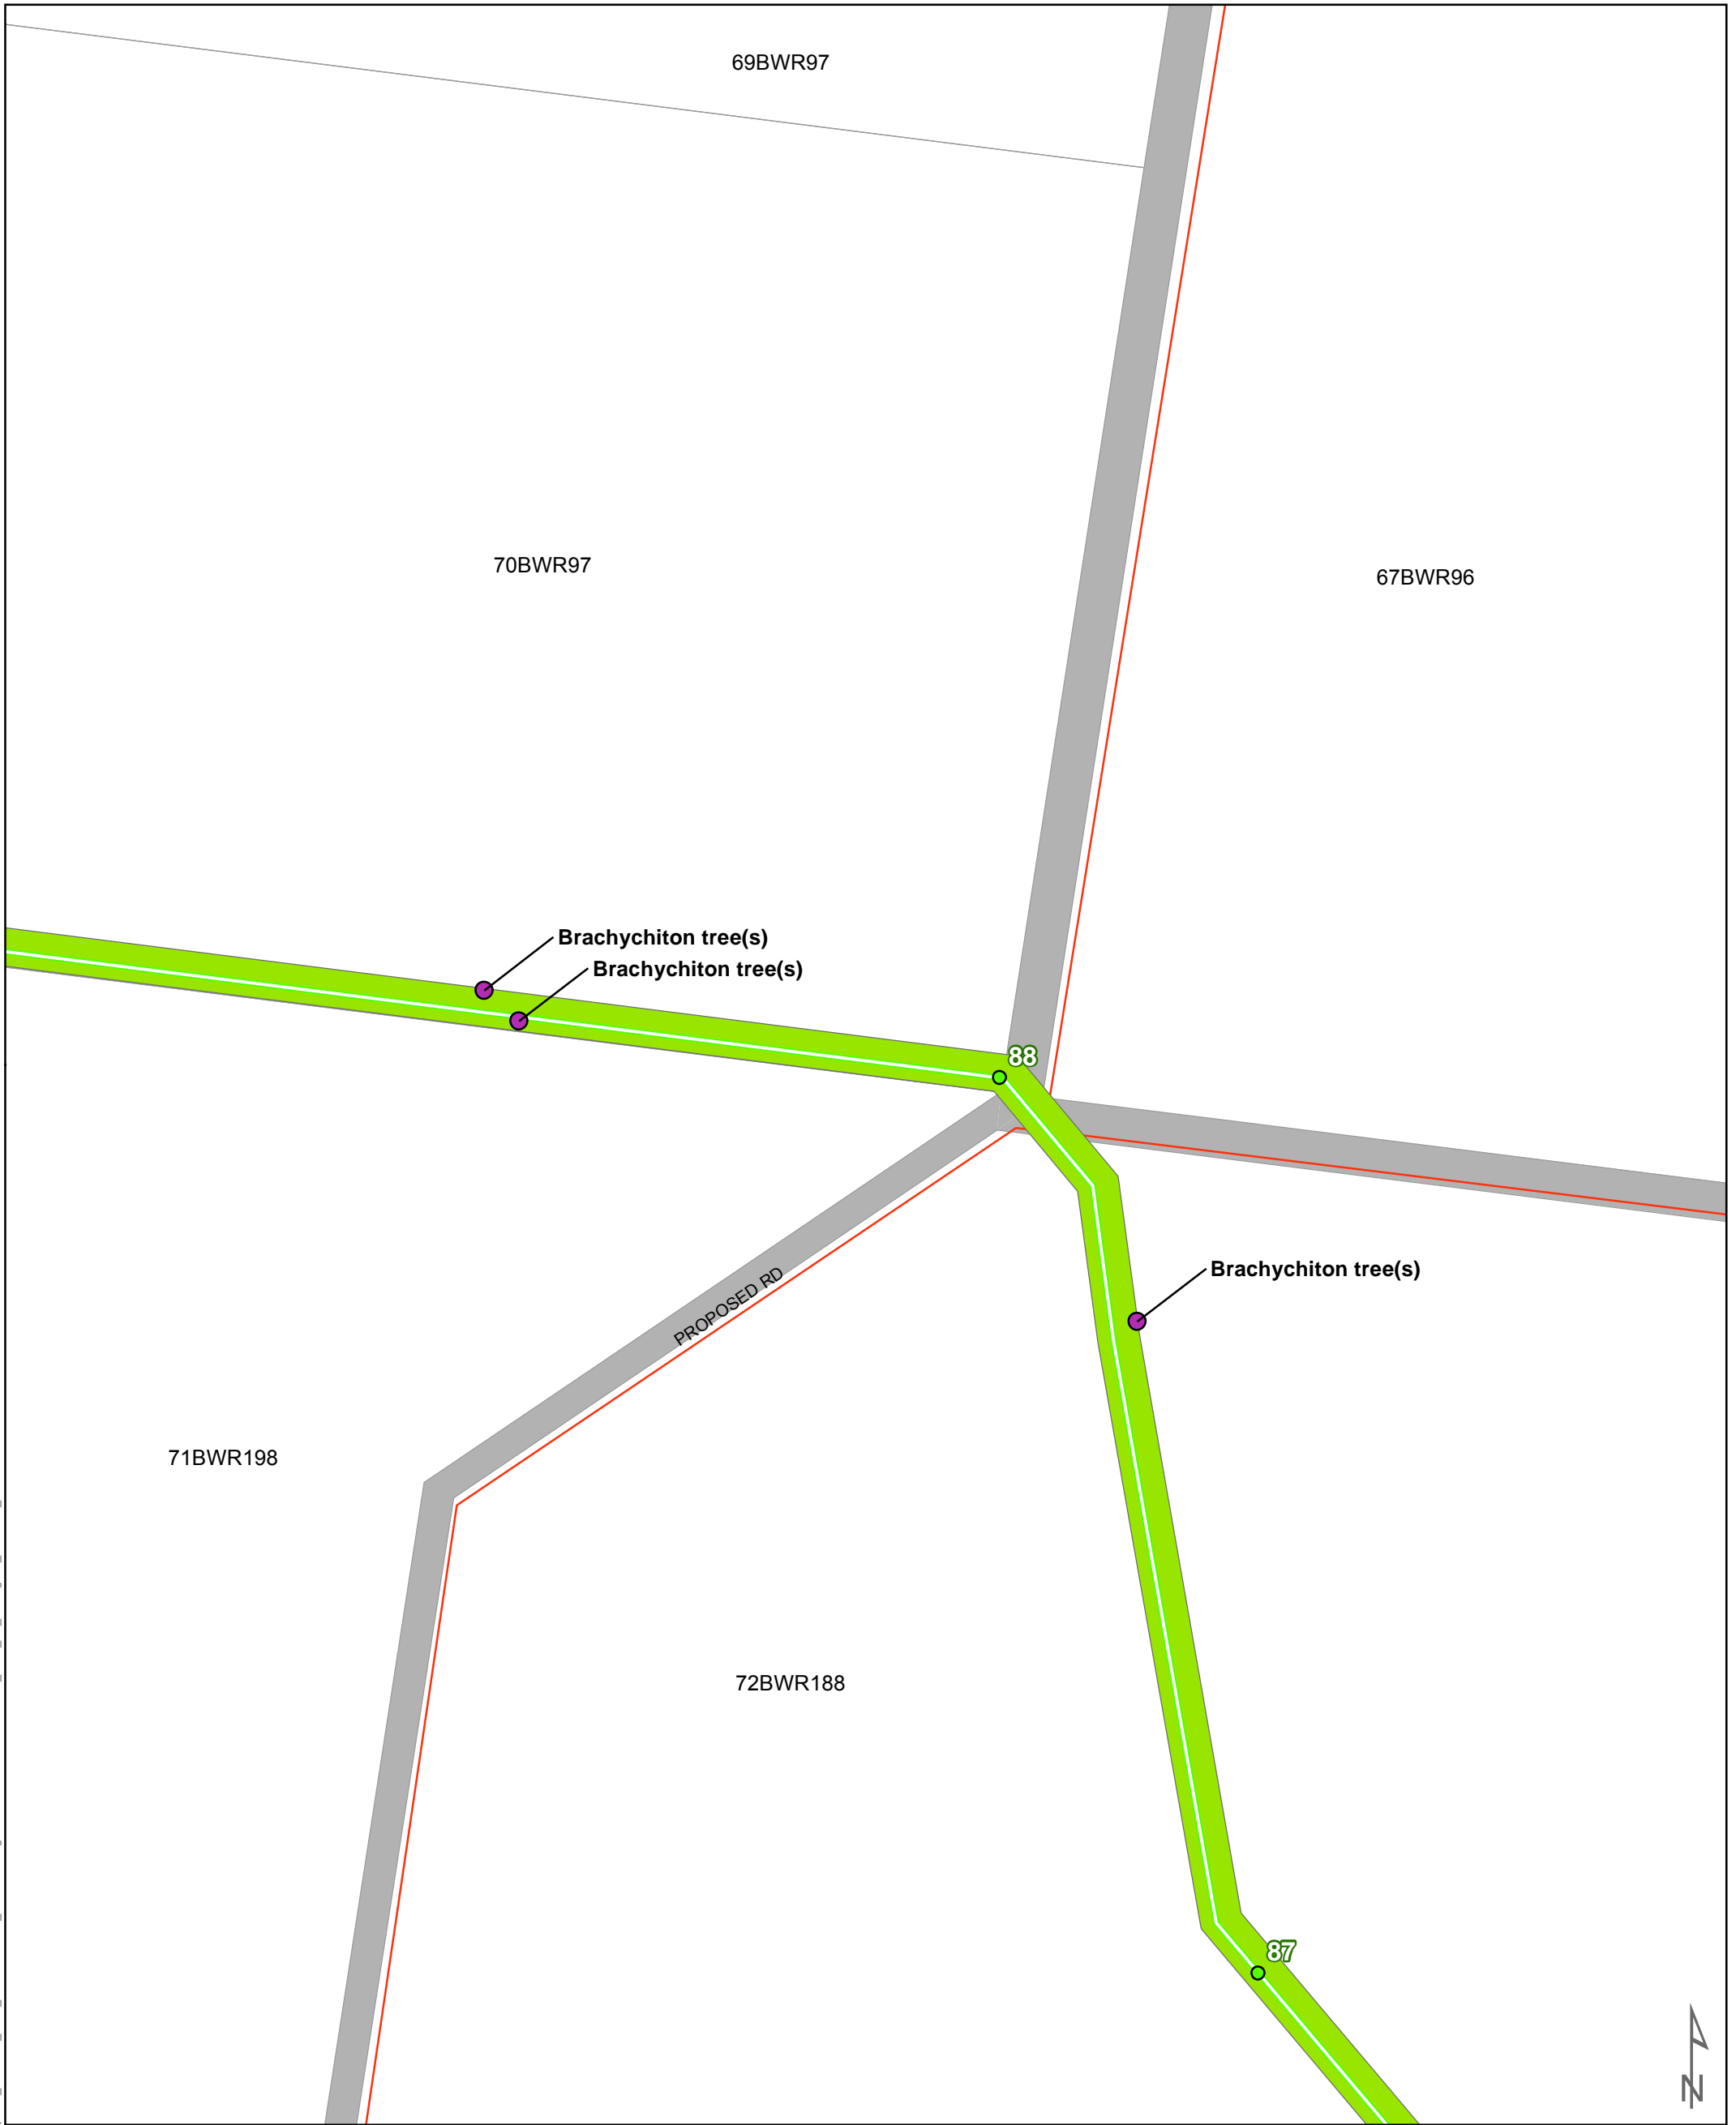 69BWR97
70BWR97
67BWR96
Brachychiton tree(s)
Brachychiton tree(s)
88
Brachychiton tree(s)
PROPOSED RD
71BWR198
72BWR188
87
N